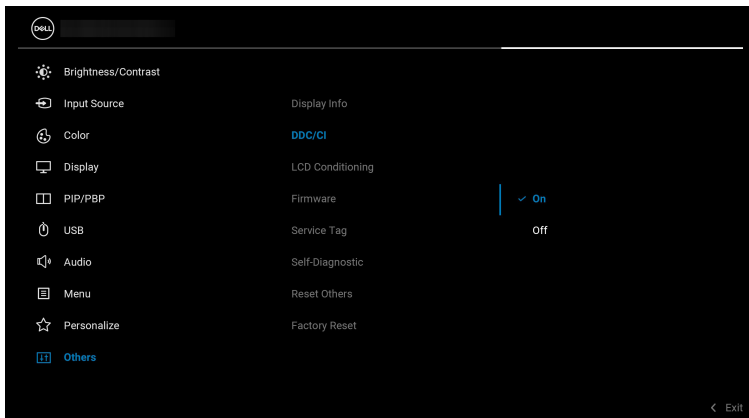 DELL
Brightness/Contrast
Input Source
Display Info
Color
DDC/CI
Display
LCD Conditioning
PIP/PBP
Firmware
✓ On
USB
Service Tag
Off
Audio
Self-Diagnostic
Menu
Reset Others
Personalize
Factory Reset
Others
Exit